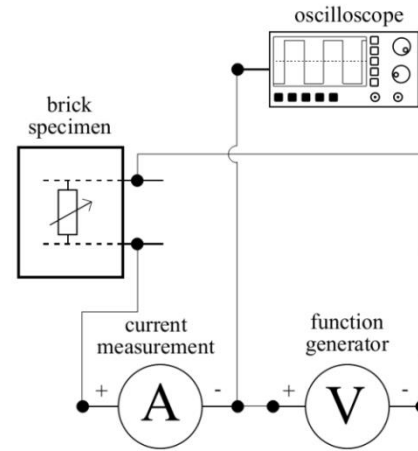 oscilloscope
brick
specimen
current
measurement
function
generator
+
A
-
+
V
-